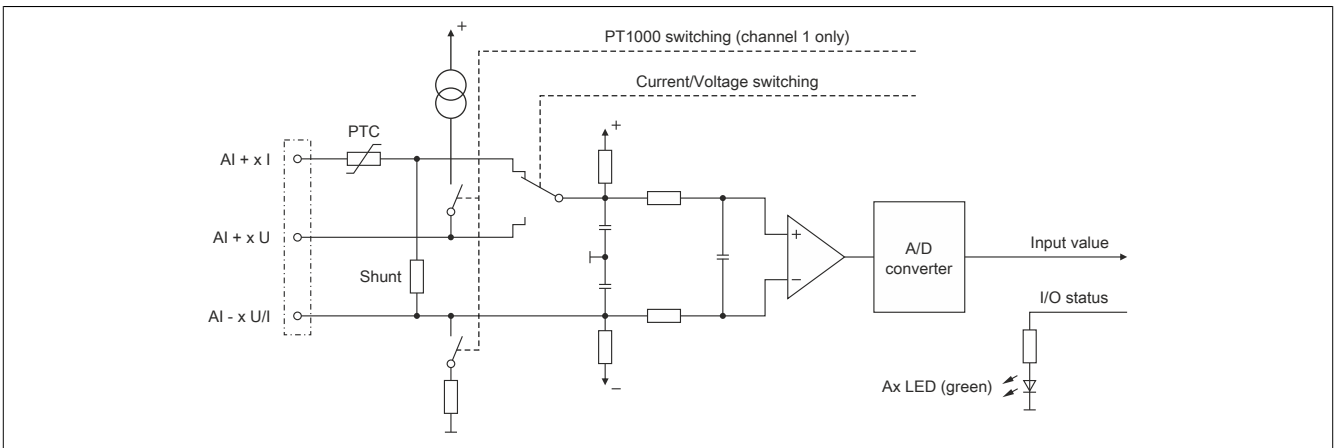 +
PT1000 switching (channel 1 only)
Current/Voltage switching
PTC
+
AI + x I
AI + x U
Shunt
AI - x U/I
+
−
A/D
converter
Input value
I/O status
Ax LED (green)
−